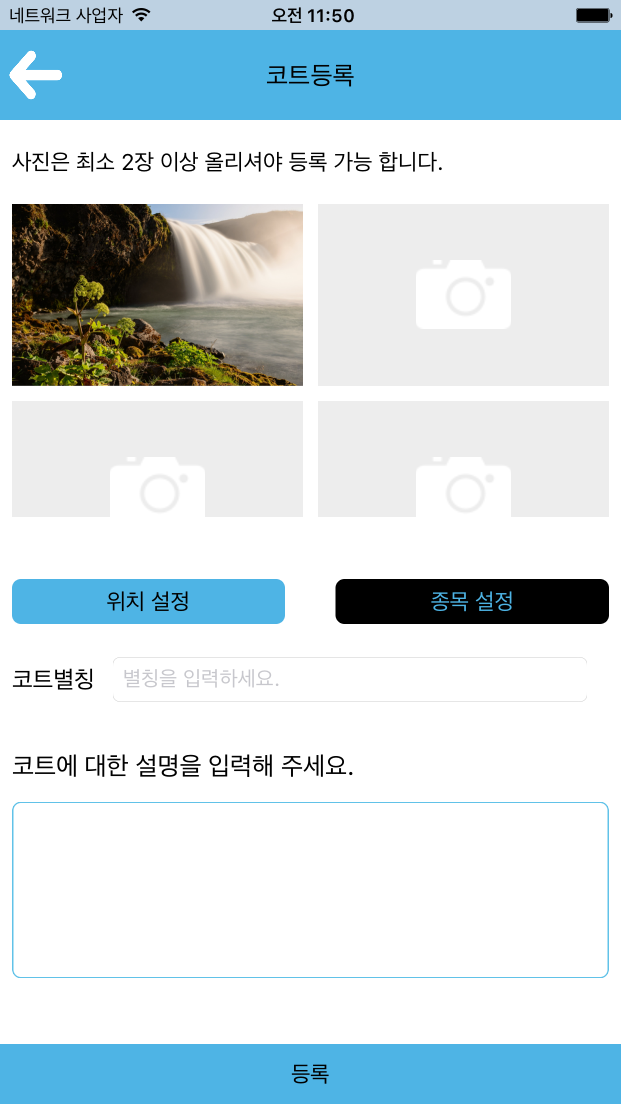 네트워크 사업자 오전 11:50
코트등록
사진은 최소 2장 이상 올리셔야 등록 가능 합니다.
위치 설정 종목 설정
코트별칭 별칭을 입력하세요.
코트에 대한 설명을 입력해 주세요.
등록